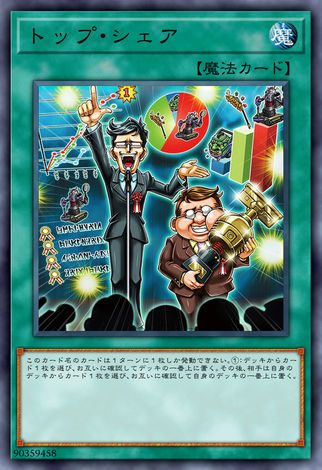 トップ・シェア
魔
【魔法カード】
1
このカード名のカードは1ターンに1枚しか発動できない。①：デッキからカー
ド1枚を選び、お互いに確認してデッキの一番上に置く。その後、相手は自身の
デッキからカード1枚を選び、お互いに確認して自身のデッキの一番上に置く。
90359458